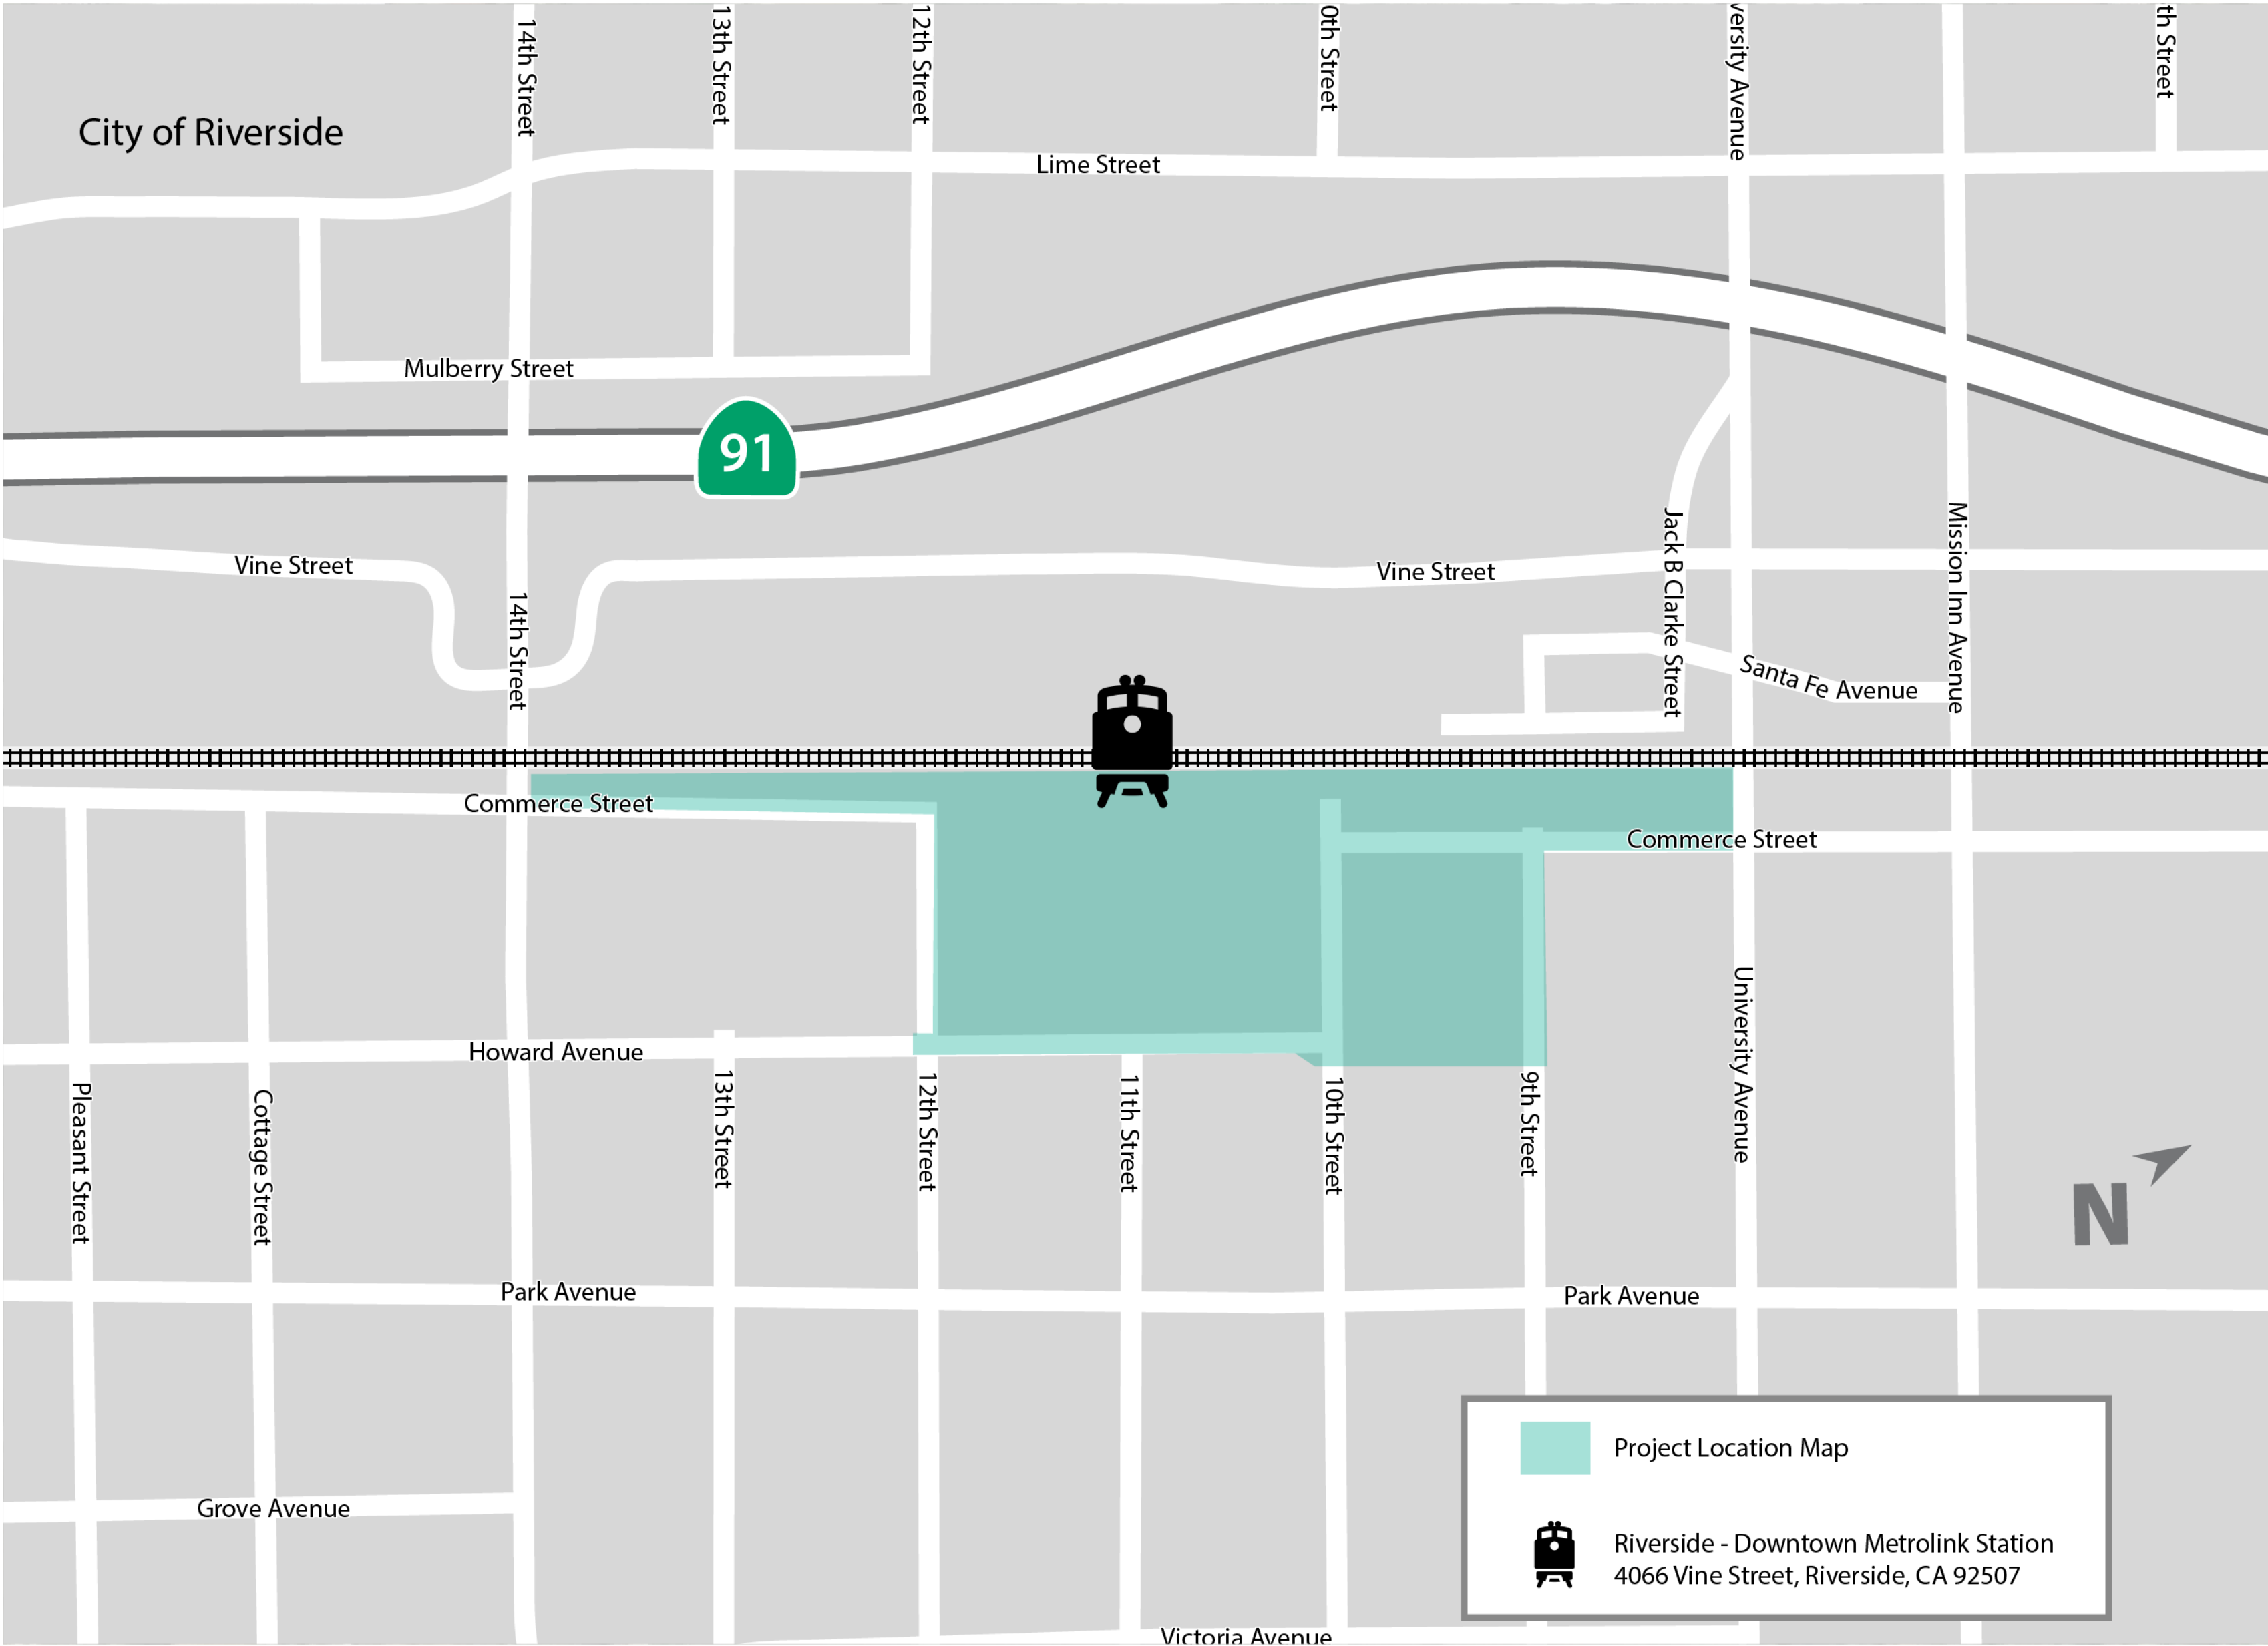 14th Street
13th Street
12th Street
0th Street
versity Avenue
th Street
City of Riverside
Lime Street
Mulberry Street
91
Vine Street
Vine Street
14th Street
Jack B Clarke Street
Mission Inn Avenue
Santa Fe Avenue
Commerce Street
Commerce Street
Howard Avenue
University Avenue
Pleasant Street
Cottage Street
13th Street
12th Street
11th Street
10th Street
9th Street
N
Park Avenue
Park Avenue
Project Location Map
Grove Avenue
Riverside - Downtown Metrolink Station
4066 Vine Street, Riverside, CA 92507
Victoria Avenue